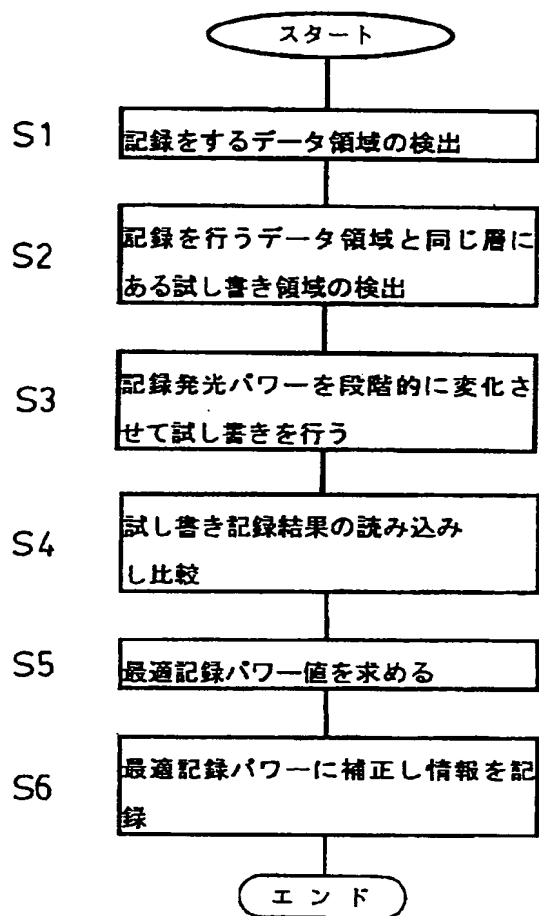 スタート
S1
記録をするデータ領域の検出
S2
記録を行うデータ領域と同じ層に
ある試し書き領域の検出
S3
記録発光パワーを段階的に変化さ
せて試し書きを行う
S4
試し書き記録結果の読み込み
し比較
S5
最適記録パワー値を求める
S6
最適記録パワーに補正し情報を記
録
エンド